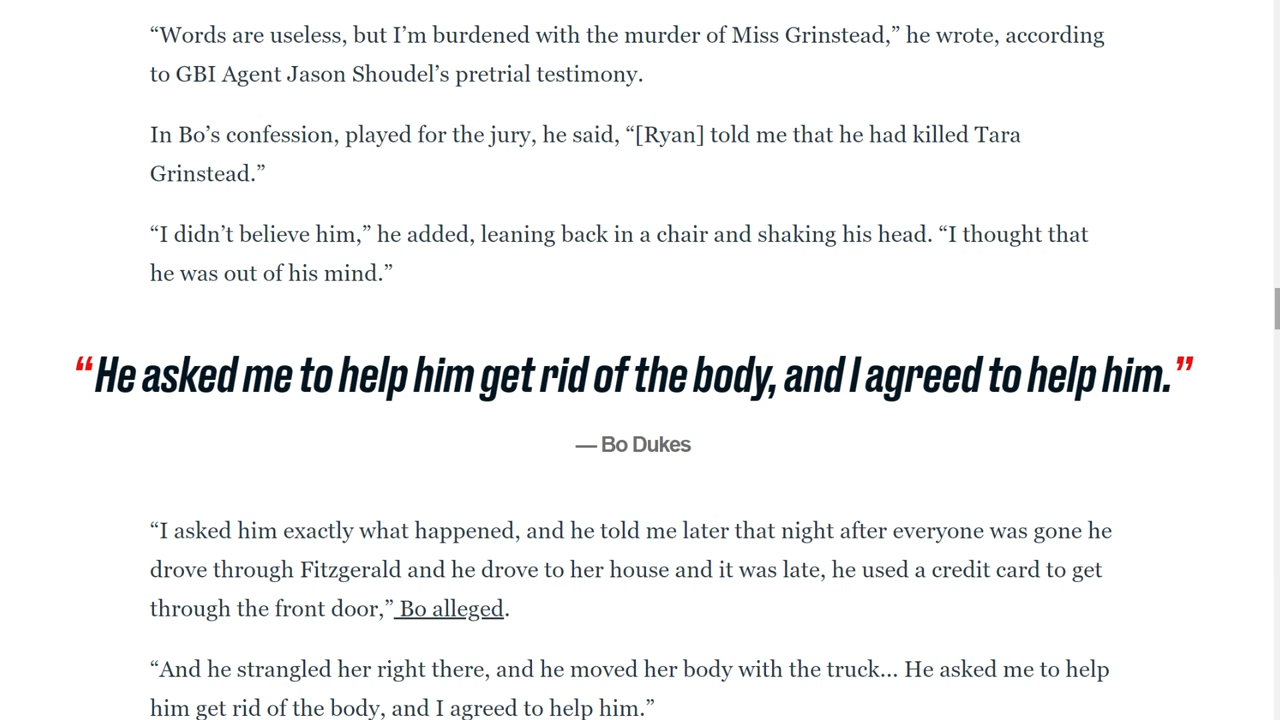 “Words are useless, but I’m burdened with the murder of Miss Grinstead,” he wrote, according
to GBI Agent Jason Shoudel’s pretrial testimony.
In Bo’s confession, played for the jury, he said, “[Ryan] told me that he had killed Tara
Grinstead.”
“I didn’t believe him,” he added, leaning back in a chair and shaking his head. “I thought that
he was out of his mind.”
“He asked me to help him get rid of the body, and I agreed to help him.”
— Bo Dukes
“I asked him exactly what happened, and he told me later that night after everyone was gone he
drove through Fitzgerald and he drove to her house and it was late, he used a credit card to get
through the front door,” Bo alleged.
“And he strangled her right there, and he moved her body with the truck... He asked me to help
him get rid of the body, and I agreed to help him.”